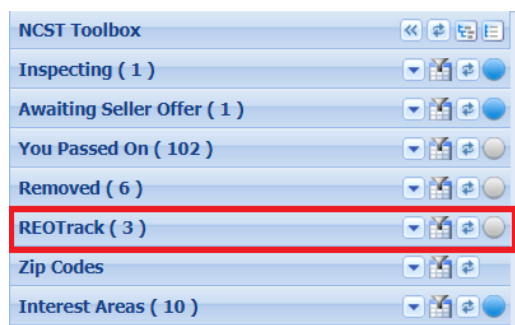 NCST Toolbox
Inspecting ( 1 )
Awaiting Seller Offer ( 1 )
You Passed On ( 102 )
Removed ( 6 )
REOTrack ( 3 )
Zip Codes
Interest Areas ( 10 )